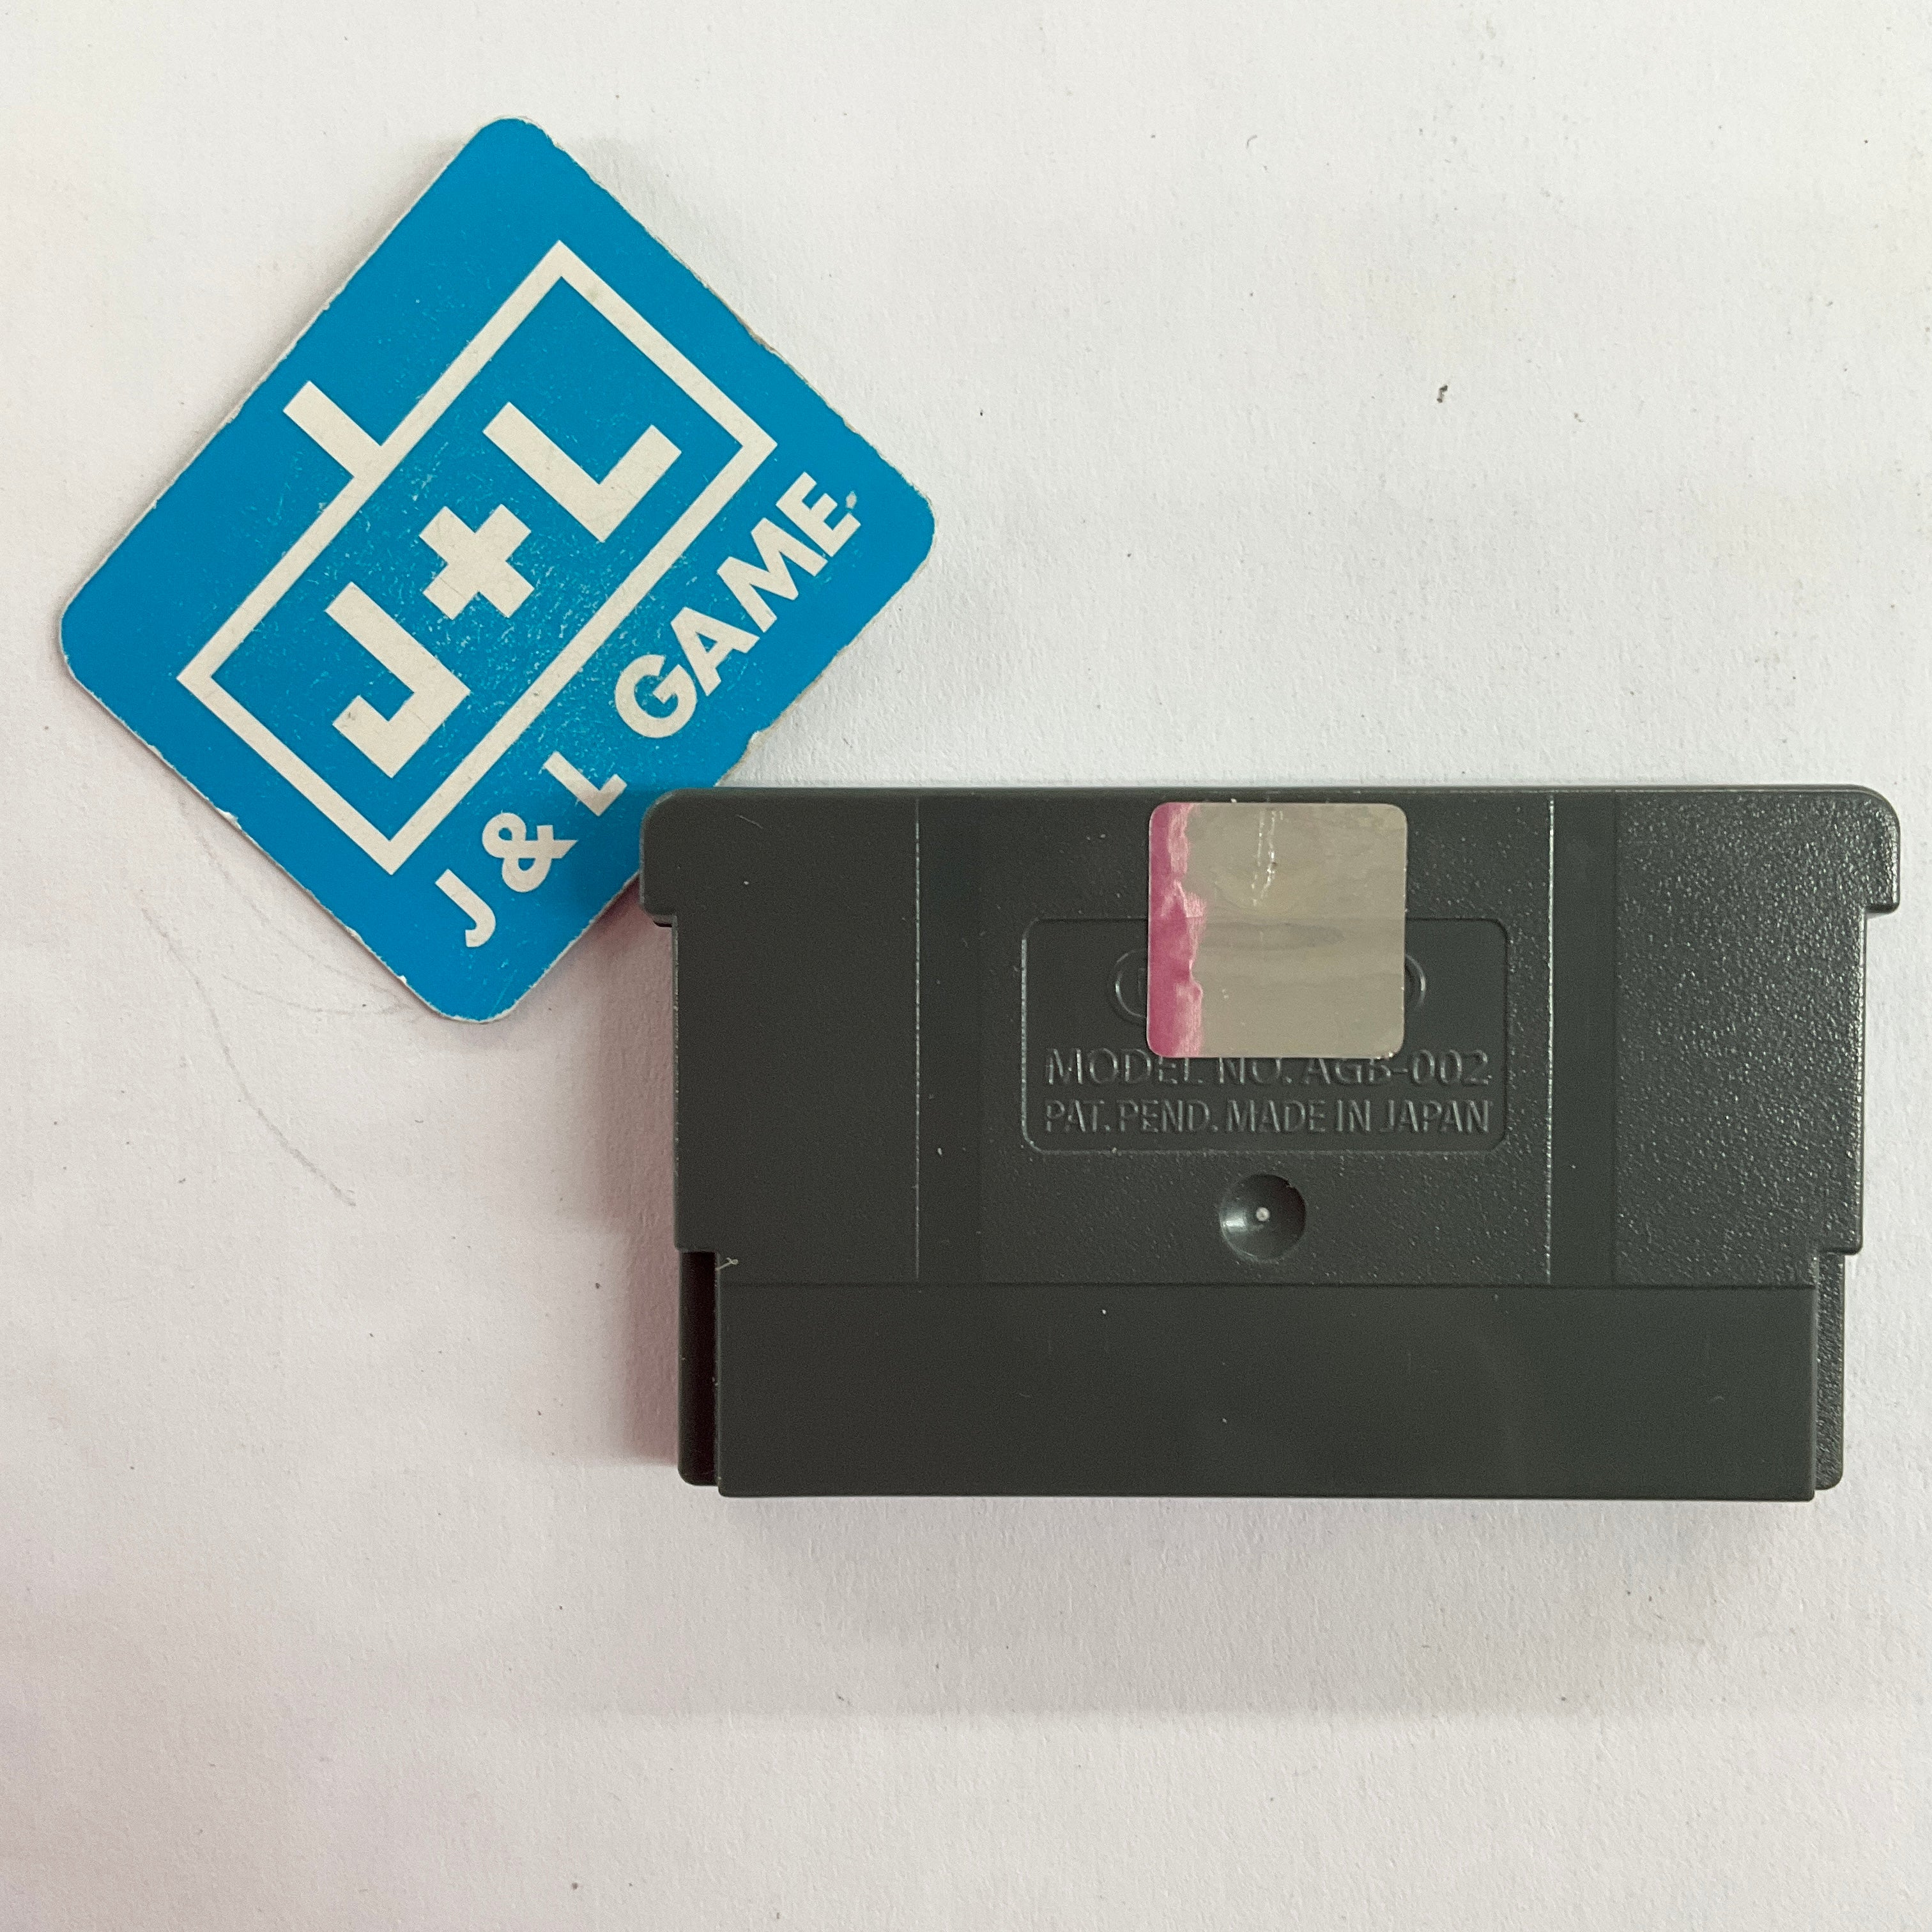 J+L
J & L GAME
MODEL NO. AGB-002
PAT. PEND. MADE IN JAPAN